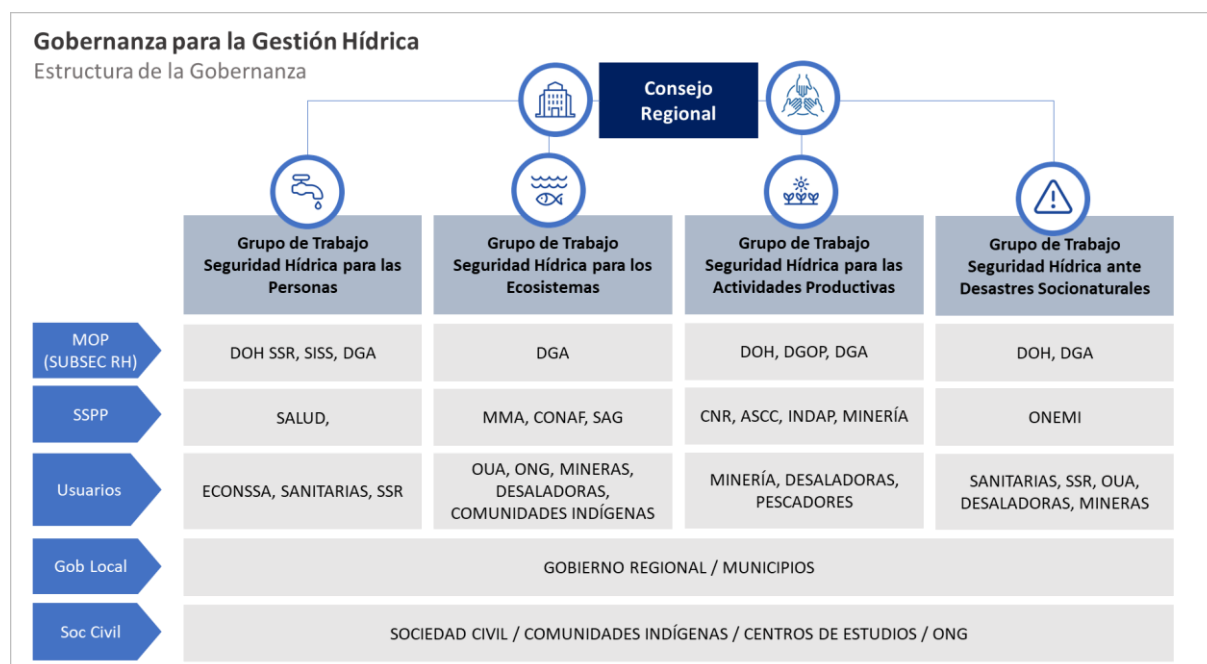 Gobernanza para la Gestión Hídrica
Estructura de la Gobernanza
Consejo
Regional
Grupo de Trabajo
Seguridad Hídrica para las
Personas
Grupo de Trabajo
Seguridad Hídrica para los
Ecosistemas
Grupo de Trabajo
Seguridad Hídrica para las
Actividades Productivas
Grupo de Trabajo
Seguridad Hídrica ante
Desastres Socionaturales
MOP
(SUBSEC RH)
DOH SSR, SISS, DGA
DGA
DOH, DGOP, DGA
DOH, DGA
SSPP
SALUD,
MMA, CONAF, SAG
CNR, ASCC, INDAP, MINERÍA
ONEMI
Usuarios
ECONSSA, SANITARIAS, SSR
OUA, ONG, MINERAS,
DESALADORAS,
COMUNIDADES INDÍGENAS
MINERÍA, DESALADORAS,
PESCADORES
SANITARIAS, SSR, OUA,
DESALADORAS, MINERAS
Gob Local
GOBIERNO REGIONAL / MUNICIPIOS
Soc Civil
SOCIEDAD CIVIL / COMUNIDADES INDÍGENAS / CENTROS DE ESTUDIOS / ONG